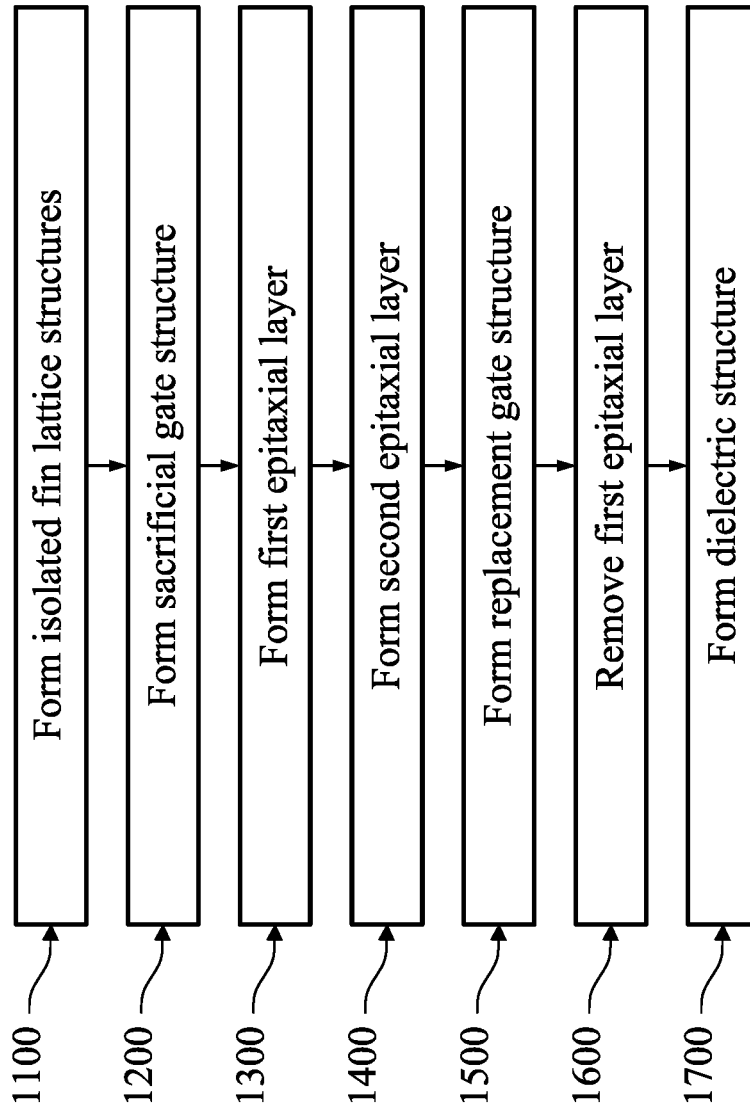 1100
Form isolated fin lattice structures
1200
Form sacrificial gate structure
1300
Form first epitaxial layer
1400
Form second epitaxial layer
1500
Form replacement gate structure
1600
Remove first epitaxial layer
1700
Form dielectric structure